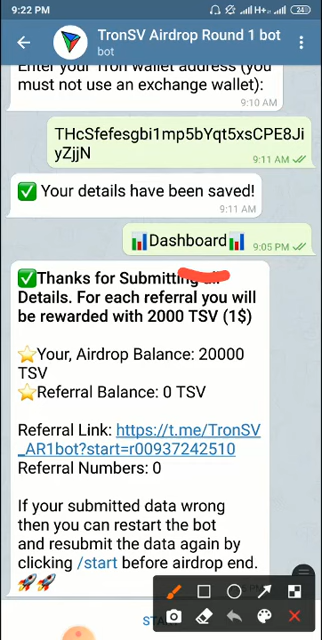 9:22 PM
H+
24
TronSV Airdrop Round 1 bot
bot
Enter your Tron wallet address (you
must not use an exchange wallet):
9:10 AM
THcSfefesgbi1mp5bYqt5xsCPE8Ji
yZjjN
9:11 AM
✅ Your details have been saved!
9:11 AM
📊Dashboard📊
9:05 PM
✅Thanks for Submitting all
Details. For each referral you will
be rewarded with 2000 TSV (1$)
⭐Your, Airdrop Balance: 20000
TSV
⭐Referral Balance: 0 TSV
Referral Link: https://t.me/TronSV
_AR1bot?start=r00937242510
Referral Numbers: 0
If your submitted data wrong
then you can restart the bot
and resubmit the data again by
clicking /start before airdrop end.
🚀🚀